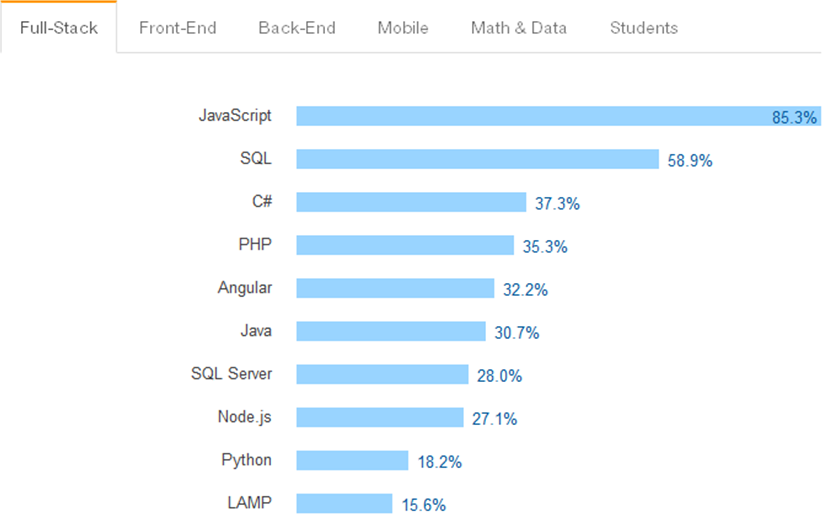 Full-Stack Front-End Back-End Mobile Math & Data Students
JavaScript 85.3%
SQL 58.9%
C# 37.3%
PHP 35.3%
Angular 32.2%
Java 30.7%
SQL Server 28.0%
Node.js 27.1%
Python 18.2%
LAMP 15.6%